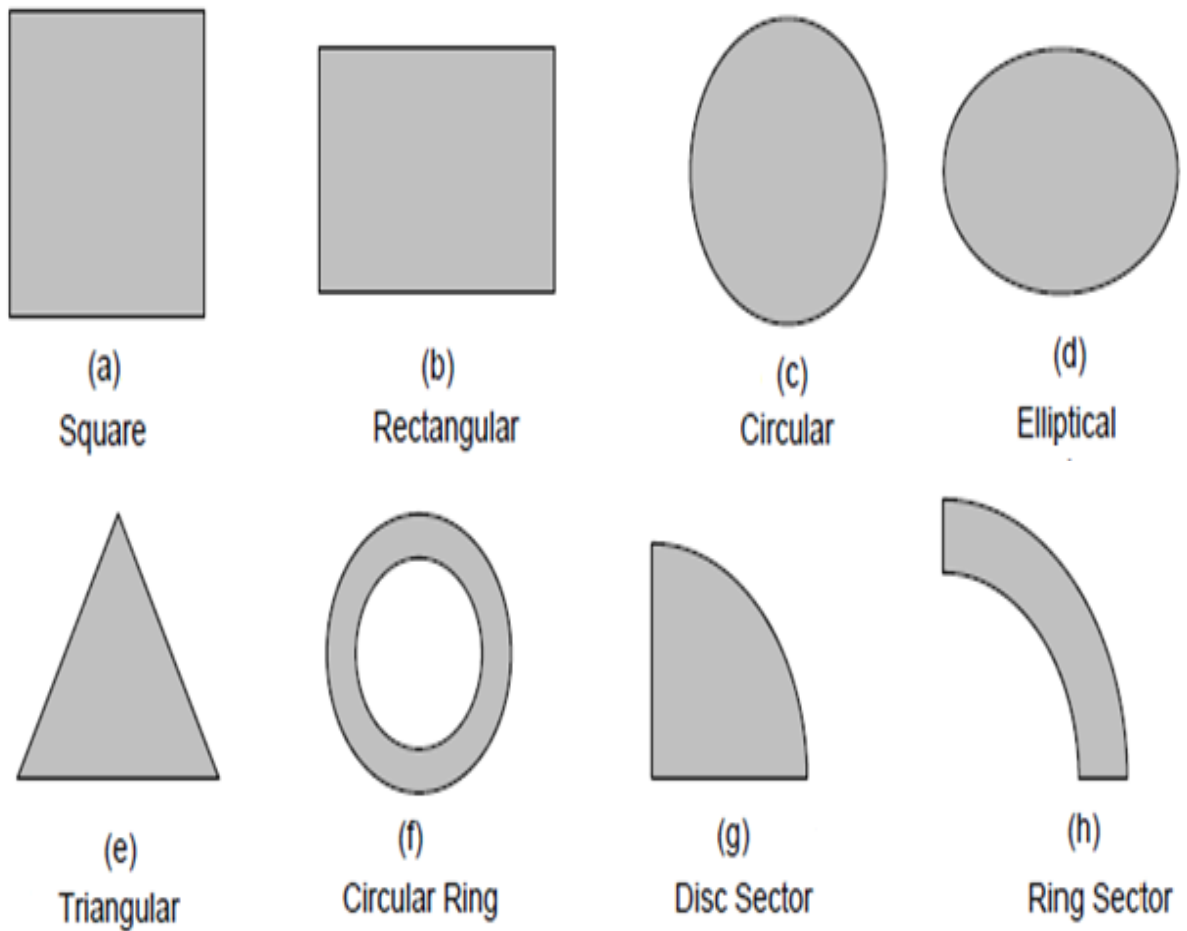 (a)
Square
(b)
Rectangular
(c)
Circular
(d)
Elliptical
(e)
Triangular
(f)
Circular Ring
(g)
Disc Sector
(h)
Ring Sector